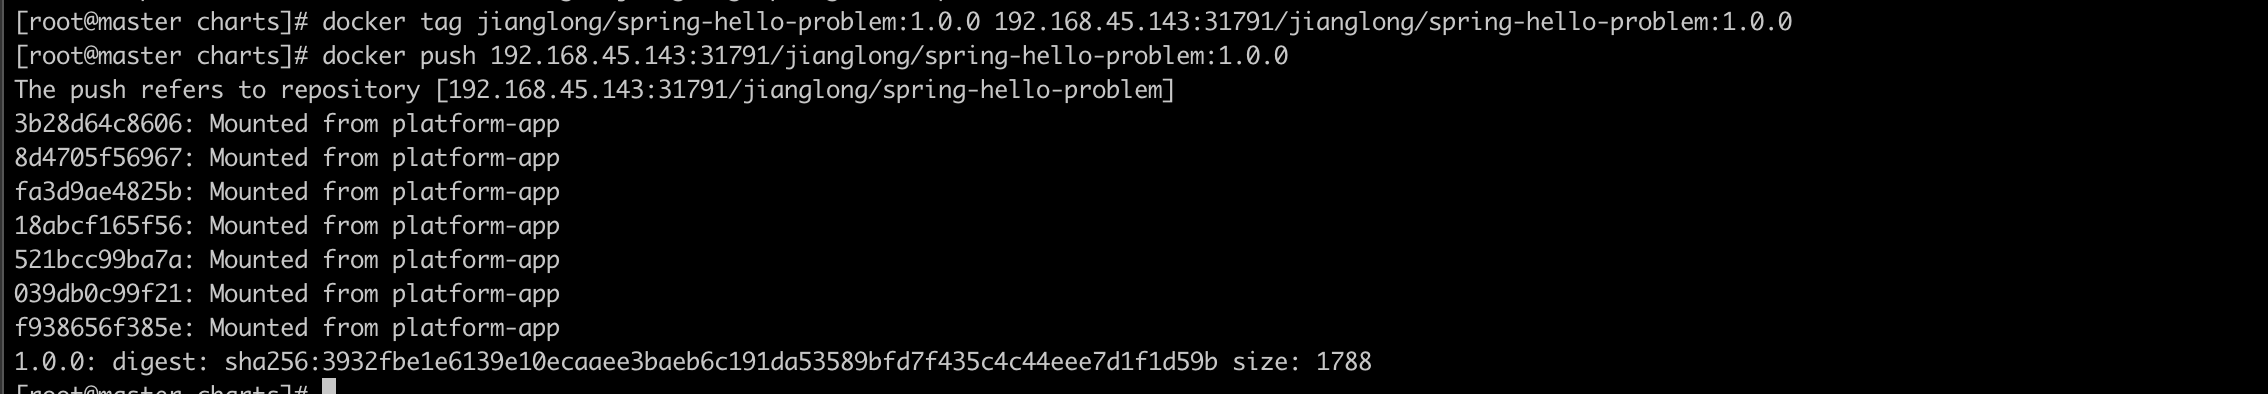 [root@master charts]# docker tag jianglong/spring-hello-problem:1.0.0 192.168.45.143:31791/jianglong/spring-hello-problem:1.0.0
[root@master charts]# docker push 192.168.45.143:31791/jianglong/spring-hello-problem:1.0.0
The push refers to repository [192.168.45.143:31791/jianglong/spring-hello-problem]
3b28d64c8606: Mounted from platform-app
8d4705f56967: Mounted from platform-app
fa3d9ae4825b: Mounted from platform-app
18abcf165f56: Mounted from platform-app
521bcc99ba7a: Mounted from platform-app
039db0c99f21: Mounted from platform-app
f938656f385e: Mounted from platform-app
1.0.0: digest: sha256:3932fbe1e6139e10ecaaee3baeb6c191da53589bfd7f435c4c44eee7d1f1d59b size: 1788
[root@master charts]#